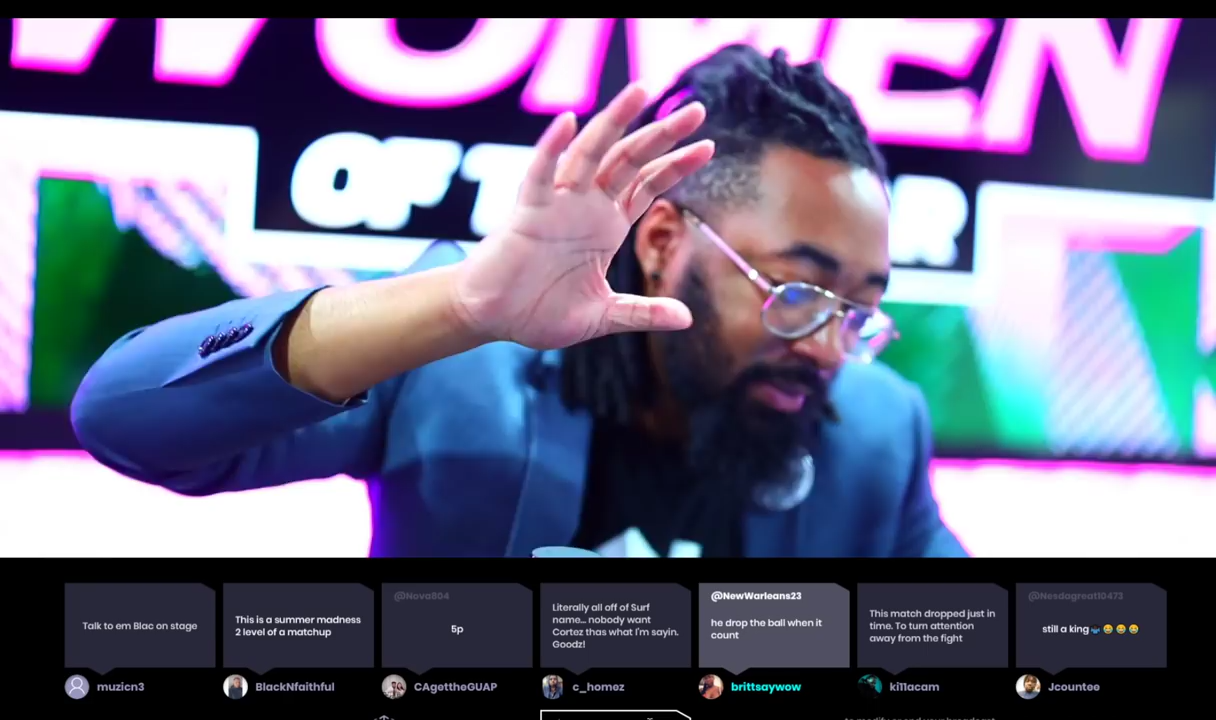 WOMEN
OF T
R
@Nova804
@NewWarleans23
@Nesdagreat10473
Talk to em Blac on stage
This is a summer madness
2 level of a matchup
5p
Literally all off of Surf
name... nobody want
Cortez thas what I'm sayin.
Goodz!
he drop the ball when it
count
This match dropped just in
time. To turn attention
away from the fight
still a king
muzicn3
BlackNfaithful
CAgettheGUAP
c_homez
brittsaywow
ki11acam
Jcountee